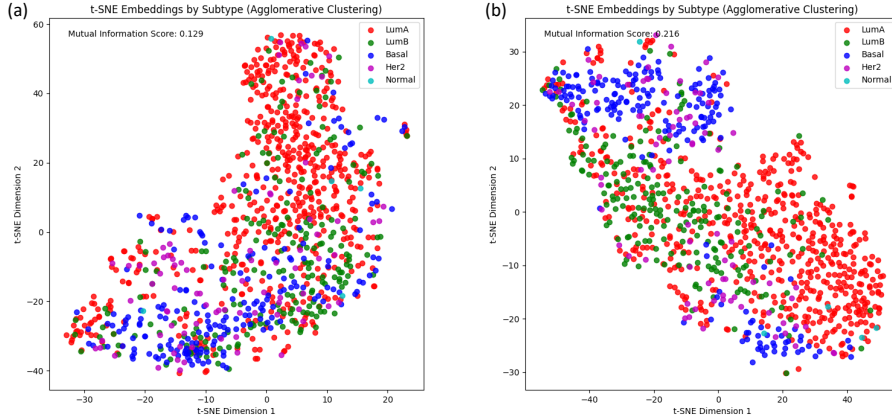 (a)
t-SNE Embeddings by Subtype (Agglomerative Clustering)
Mutual Information Score: 0.129
LumA
LumB
Basal
Her2
Normal
60
40
20
0
−20
−40
t-SNE Dimension 2
−30
−20
−10
0
10
20
t-SNE Dimension 1
(b)
t-SNE Embeddings by Subtype (Agglomerative Clustering)
Mutual Information Score: 0.216
LumA
LumB
Basal
Her2
Normal
30
20
10
0
−10
−20
−30
t-SNE Dimension 2
−40
−20
0
20
40
t-SNE Dimension 1